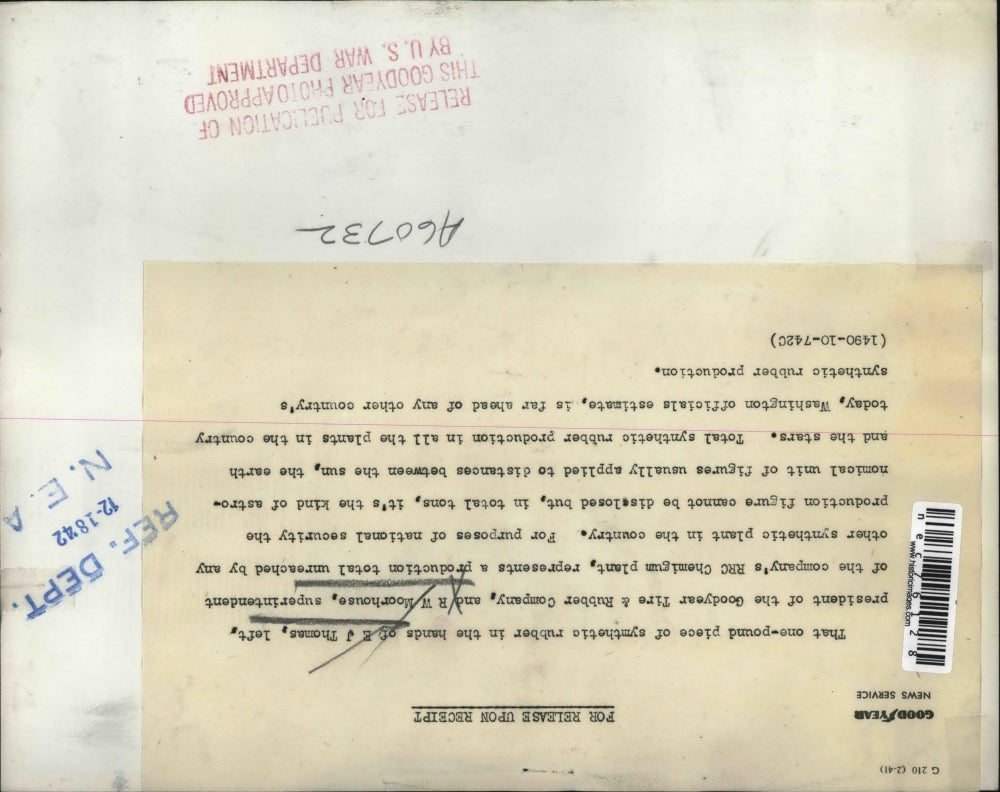 G 210 (2-41)
GOODYEAR
NEWS SERVICE
FOR RELEASE UPON RECEIPT
That one-pound piece of synthetic rubber in the hands of E J Thomas, left,
president of the Goodyear Tire & Rubber Company, and R W Moorhouse, superintendent
of the company's RRC Chemigum plant, represents a production total unreached by any
other synthetic plant in the country. For purposes of national security the
production figure cannot be disclosed but, in total tons, it's the kind of astro-
nomical unit of figures usually applied to distances between the sun, the earth
and the stars. Total synthetic rubber production in all the plants in the country
today, Washington officials estimate, is far ahead of any other country's
synthetic rubber production.
(1490-10-742C)
A60732
RELEASE FOR PUBLICATION OF
THIS GOODYEAR PHOTO APPROVED
BY U. S. WAR DEPARTMENT
REF. DEPT.
12-18-42
N. E. A
www.historicimages.com
nec76128